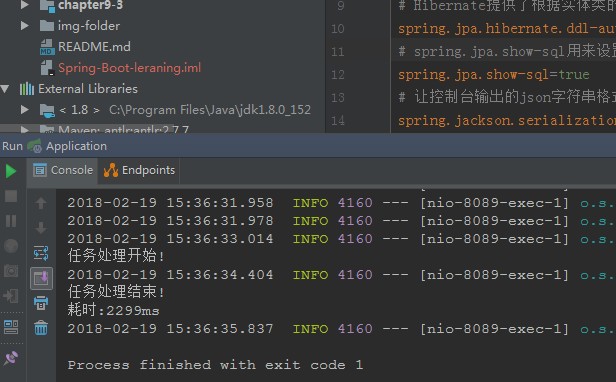 chapter9-3
img-folder
README.md
Spring-Boot-leraning.iml
External Libraries
< 1.8 > C:\Program Files\Java\jdk1.8.0_152
Maven: antlr:antlr:2.7.7
9 # Hibernate提供了根据实体类的
10 spring.jpa.hibernate.ddl-au
11 # spring.jpa.show-sql用来设置
12 spring.jpa.show-sql=true
13 # 让控制台输出的json字符串格式
14 spring.jackson.serialization
Run Application
Console Endpoints
2018-02-19 15:36:31.958 INFO 4160 --- [nio-8089-exec-1] o.s.
2018-02-19 15:36:31.978 INFO 4160 --- [nio-8089-exec-1] o.s.
2018-02-19 15:36:33.014 INFO 4160 --- [nio-8089-exec-1] o.s.
任务处理开始!
2018-02-19 15:36:34.404 INFO 4160 --- [nio-8089-exec-1] o.s.
任务处理结束!
耗时:2299ms
2018-02-19 15:36:35.837 INFO 4160 --- [nio-8089-exec-1] o.s.
Process finished with exit code 1